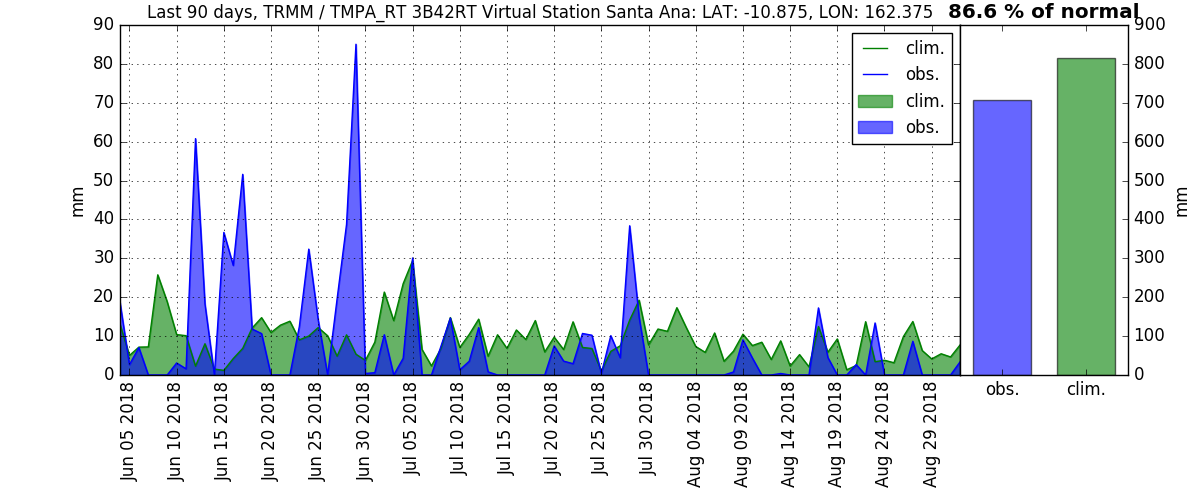 Last 90 days, TRMM / TMPA_RT 3B42RT Virtual Station Santa Ana: LAT: -10.875, LON: 162.375
86.6 % of normal
90
80
70
60
50
40
30
20
10
0
mm
clim.
obs.
clim.
obs.
Jun 05 2018
Jun 10 2018
Jun 15 2018
Jun 20 2018
Jun 25 2018
Jun 30 2018
Jul 05 2018
Jul 10 2018
Jul 15 2018
Jul 20 2018
Jul 25 2018
Jul 30 2018
Aug 04 2018
Aug 09 2018
Aug 14 2018
Aug 19 2018
Aug 24 2018
Aug 29 2018
900
800
700
600
500
400
300
200
100
0
mm
obs.
clim.